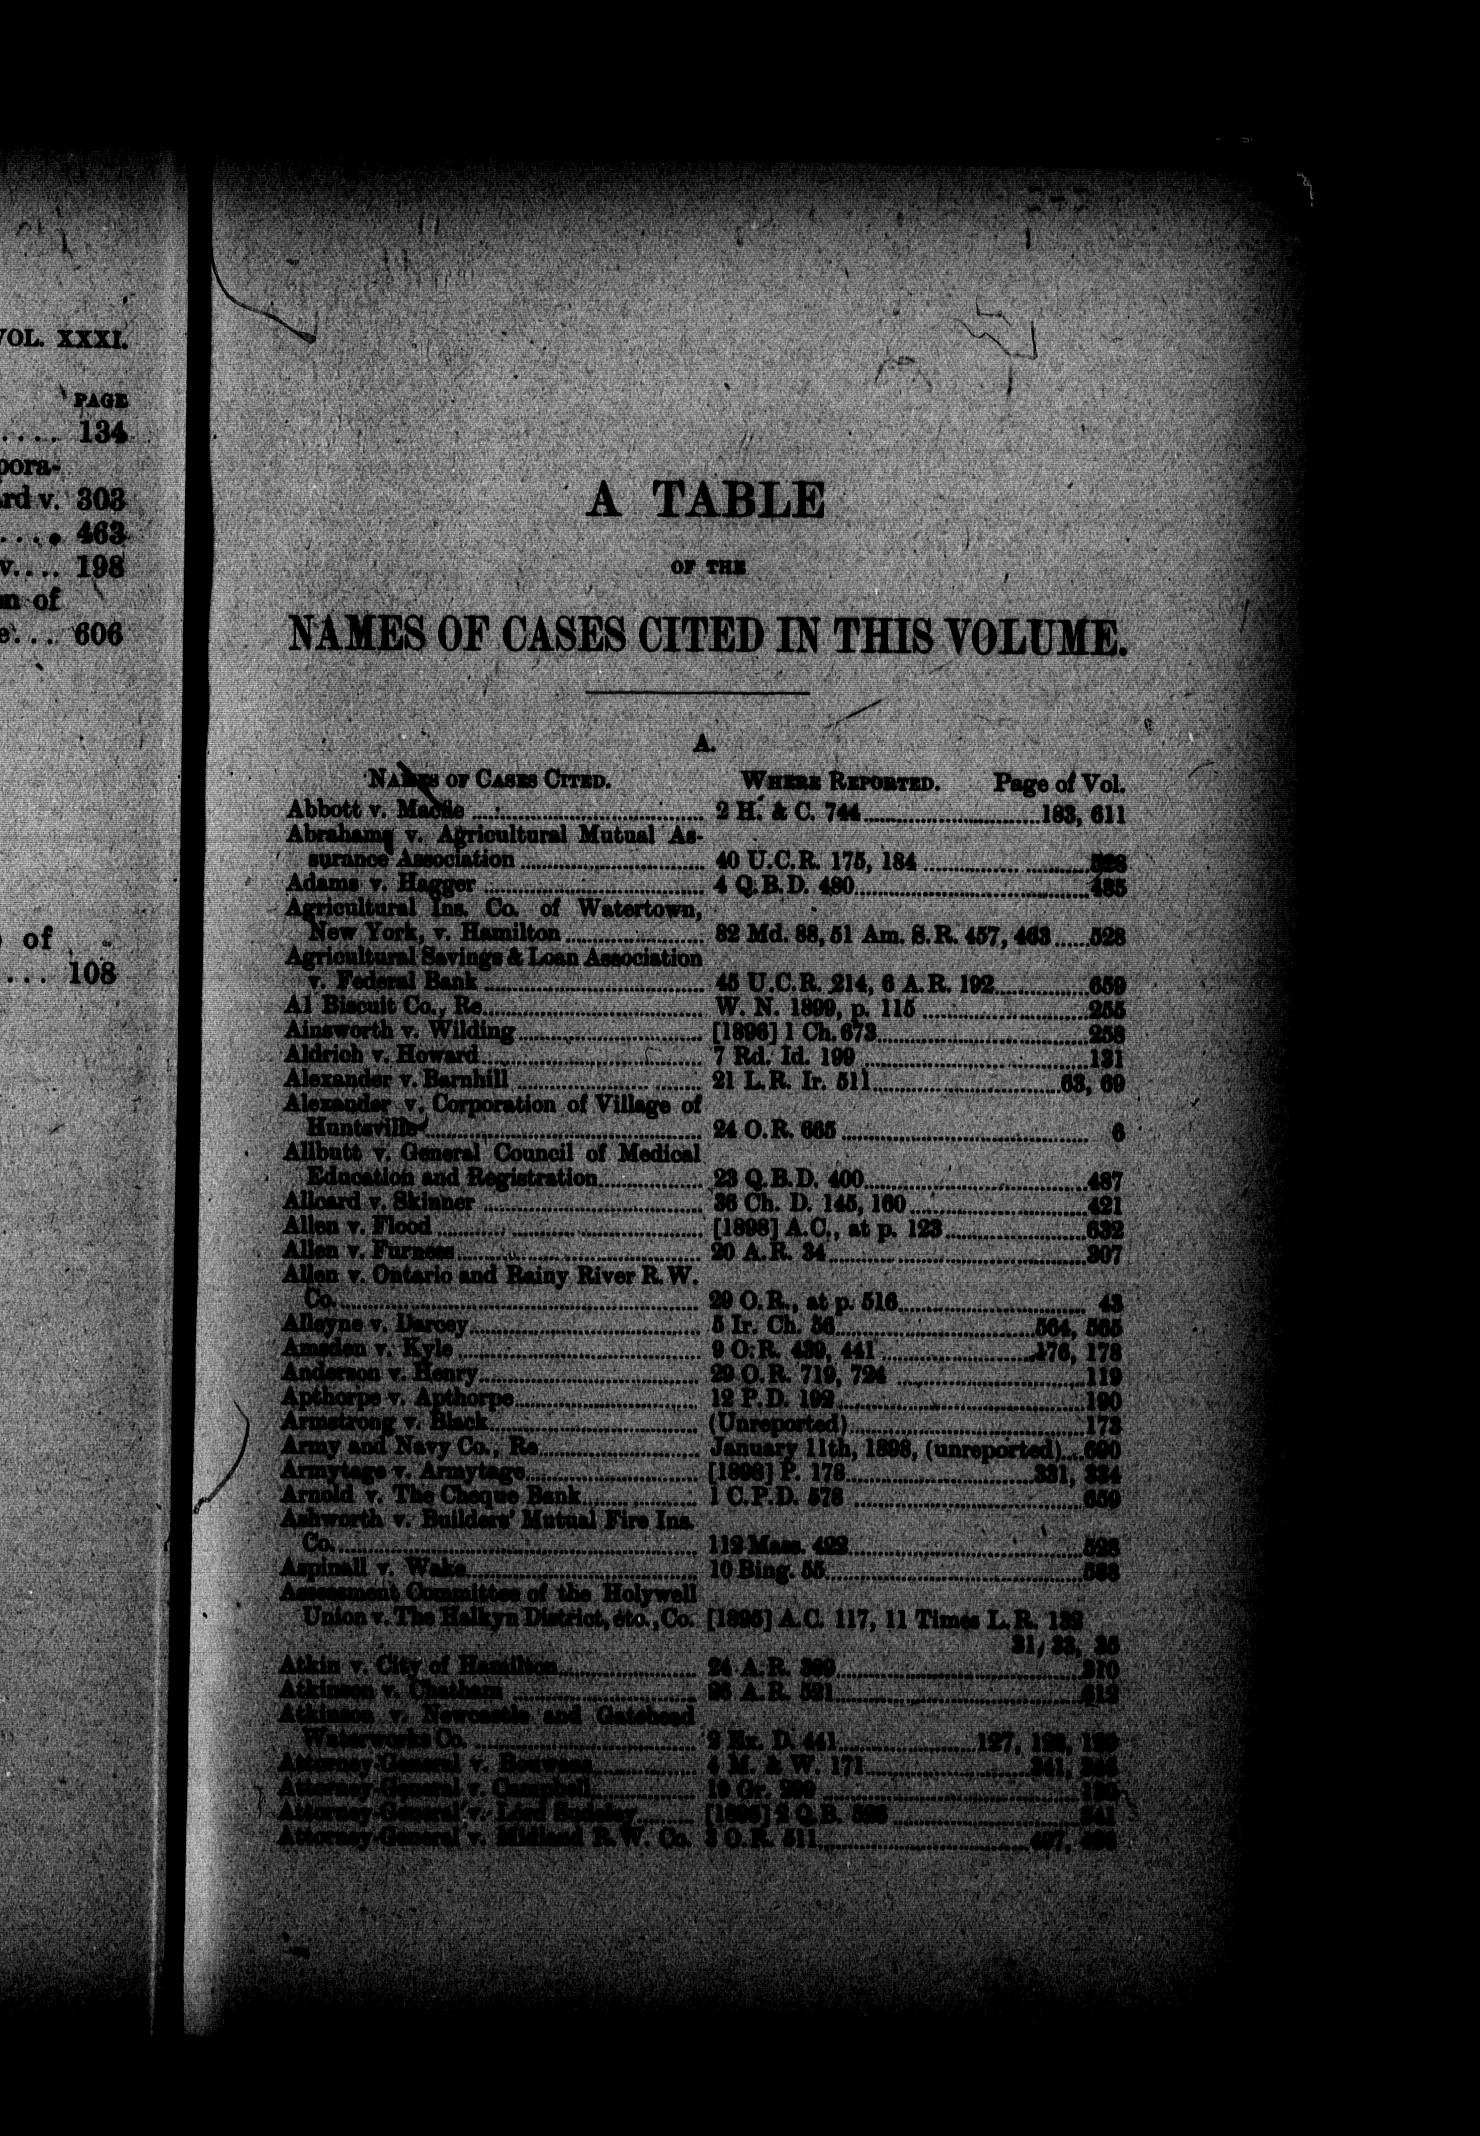 VOL. XXXI.
PAGE
.... 134
pora-
ard v. 303
.... 463
v.... 198
on of
e... 606
of
... 108
A TABLE
OF THE
NAMES OF CASES CITED IN THIS VOLUME.
A.
NAMES OF CASES CITED. WHERE REPORTED. Page of Vol.
Abbott v. Macfie ... 2 H. & C. 744 ... 183, 611
Abrahams v. Agricultural Mutual As-
surance Association ... 40 U.C.R. 175, 184 ... 528
Adams v. Hagger ... 4 Q.B.D. 480 ... 485
Agricultural Ins. Co. of Watertown,
New York, v. Hamilton ... 82 Md. 88, 51 Am. S.R. 457, 463 ... 528
Agricultural Savings & Loan Association
v. Federal Bank ... 45 U.C.R. 214, 6 A.R. 192 ... 659
A1 Biscuit Co., Re ... W. N. 1899, p. 115 ... 255
Ainsworth v. Wilding ... [1896] 1 Ch. 673 ... 258
Aldrich v. Howard ... 7 Rd. Id. 199 ... 131
Alexander v. Barnhill ... 21 L.R. Ir. 511 ... 63, 69
Alexander v. Corporation of Village of
Huntsville ... 24 O.R. 665 ... 6
Allbutt v. General Council of Medical
Education and Registration ... 23 Q.B.D. 400 ... 487
Allcard v. Skinner ... 36 Ch. D. 145, 160 ... 421
Allen v. Flood ... [1898] A.C., at p. 123 ... 632
Allen v. Furness ... 20 A.R. 34 ... 307
Allen v. Ontario and Rainy River R.W.
Co. ... 29 O.R., at p. 516 ... 43
Alleyne v. Darcey ... 5 Ir. Ch. 56 ... 564, 565
Amsden v. Kyle ... 9 O.R. 439, 441 ... 176, 178
Anderson v. Henry ... 29 O.R. 719, 724 ... 119
Apthorpe v. Apthorpe ... 12 P.D. 192 ... 190
Armstrong v. Black ... (Unreported) ... 173
Army and Navy Co., Re ... January 11th, 1898, (unreported) ... 690
Armytage v. Armytage ... [1898] P. 178 ... 331, 334
Arnold v. The Cheque Bank ... 1 C.P.D. 578 ... 659
Ashworth v. Builders' Mutual Fire Ins.
Co. ... 112 Mass. 422 ... 528
Aspinall v. Wake ... 10 Bing. 55 ... 588
Assessment Committee of the Holywell
Union v. The Halkyn District, etc., Co. [1895] A.C. 117, 11 Times L.R. 132
31, 33, 35
Atkin v. City of Hamilton ... 24 A.R. 389 ... 210
Atkinson v. Chatham ... 26 A.R. 521 ... 612
Atkinson v. Newcastle and Gateshead
Waterworks Co. ... 2 Ex. D. 441 ... 127, 128,
Attorney-General v. Bouwens ... 4 M. & W. 171 ... 341, 344
Attorney-General v. Campbell ... 19 Gr. 299 ...
Attorney-General v. Lord Sudeley ... [1895] 2 Q.B. 526 ... 341
Attorney-General v. Midland R.W. Co. 3 O.R. 511 ... 497,